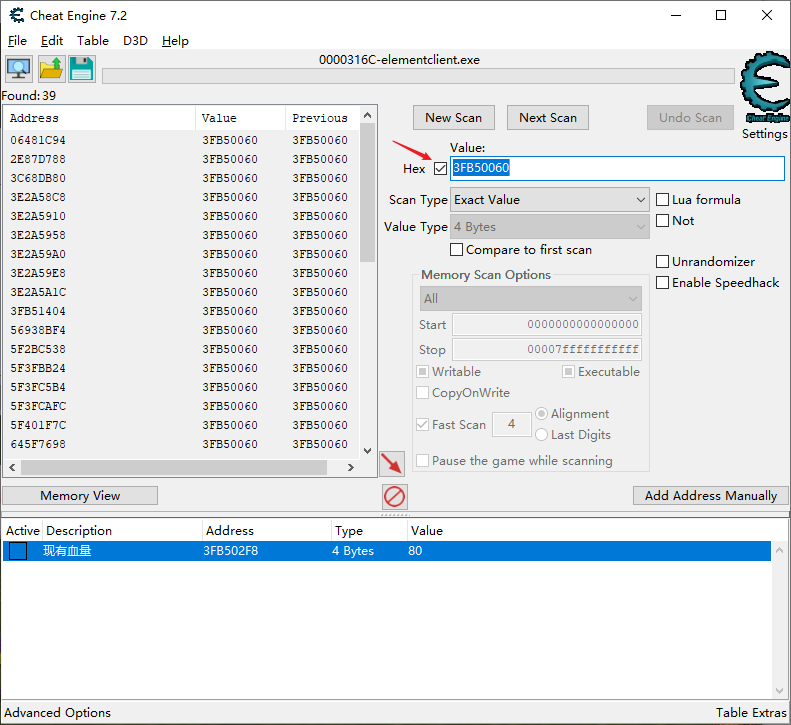 Cheat Engine 7.2
File Edit Table D3D Help
0000316C-elementclient.exe
Found: 39
Address Value Previous
06481C94 3FB50060 3FB50060
2E87D788 3FB50060 3FB50060
3C68DB80 3FB50060 3FB50060
3E2A58C8 3FB50060 3FB50060
3E2A5910 3FB50060 3FB50060
3E2A5958 3FB50060 3FB50060
3E2A59A0 3FB50060 3FB50060
3E2A59E8 3FB50060 3FB50060
3E2A5A1C 3FB50060 3FB50060
3FB51404 3FB50060 3FB50060
56938BF4 3FB50060 3FB50060
5F2BC538 3FB50060 3FB50060
5F3FBB24 3FB50060 3FB50060
5F3FC5B4 3FB50060 3FB50060
5F3FCAFC 3FB50060 3FB50060
5F401F7C 3FB50060 3FB50060
645F7698 3FB50060 3FB50060
New Scan Next Scan Undo Scan
Cheat Engine
Settings
Value:
Hex 3FB50060
Scan Type Exact Value Lua formula
Value Type 4 Bytes Not
Compare to first scan
Unrandomizer
Enable Speedhack
Memory Scan Options
All
Start 0000000000000000
Stop 00007fffffffffff
Writable Executable
CopyOnWrite
Fast Scan 4 Alignment
Last Digits
Pause the game while scanning
Memory View Add Address Manually
Active Description Address Type Value
现有血量 3FB502F8 4 Bytes 80
Advanced Options Table Extras